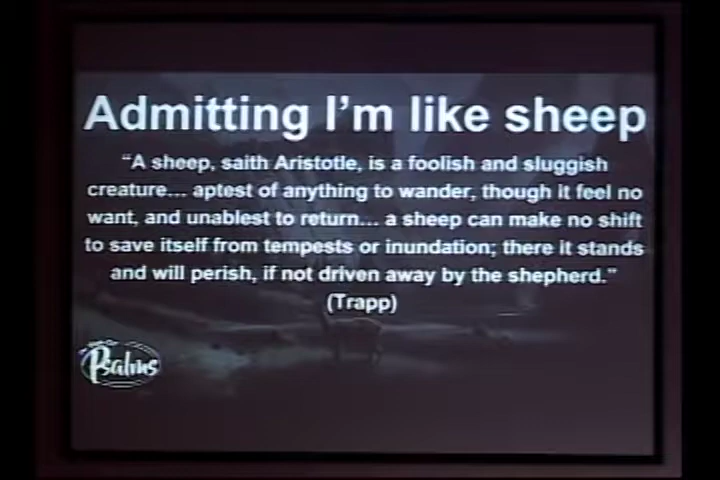 Admitting I'm like sheep
“A sheep, saith Aristotle, is a foolish and sluggish
creature... aptest of anything to wander, though it feel no
want, and unablest to return... a sheep can make no shift
to save itself from tempests or inundation; there it stands
and will perish, if not driven away by the shepherd.”
(Trapp)
Psalms